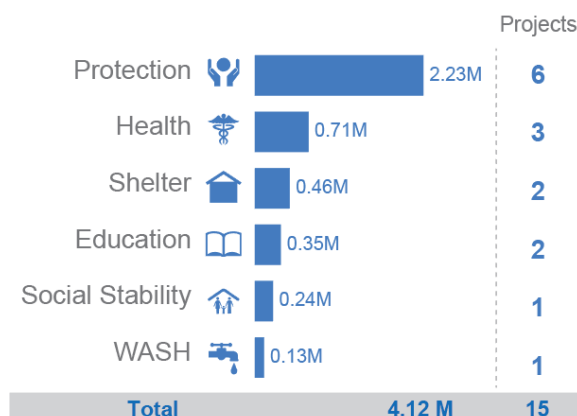 Projects
Protection 2.23M 6
Health 0.71M 3
Shelter 0.46M 2
Education 0.35M 2
Social Stability 0.24M 1
WASH 0.13M 1
Total 4.12 M 15